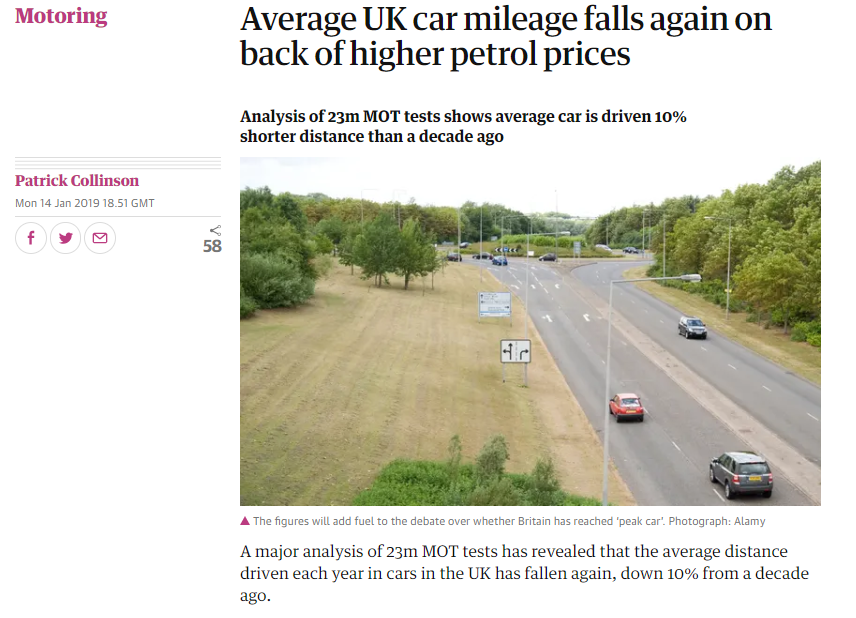 Motoring
Average UK car mileage falls again on
back of higher petrol prices
Analysis of 23m MOT tests shows average car is driven 10%
shorter distance than a decade ago
Patrick Collinson
Mon 14 Jan 2019 18.51 GMT
58
The figures will add fuel to the debate over whether Britain has reached ‘peak car’. Photograph: Alamy
A major analysis of 23m MOT tests has revealed that the average distance
driven each year in cars in the UK has fallen again, down 10% from a decade
ago.